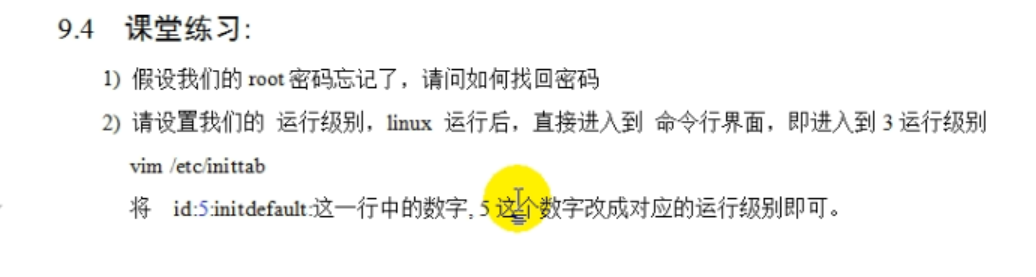 9.4 课堂练习:
1) 假设我们的 root 密码忘记了，请问如何找回密码
2) 请设置我们的 运行级别，linux 运行后，直接进入到 命令行界面，即进入到 3 运行级别
vim /etc/inittab
将 id:5:initdefault:这一行中的数字, 5 这个数字改成对应的运行级别即可。